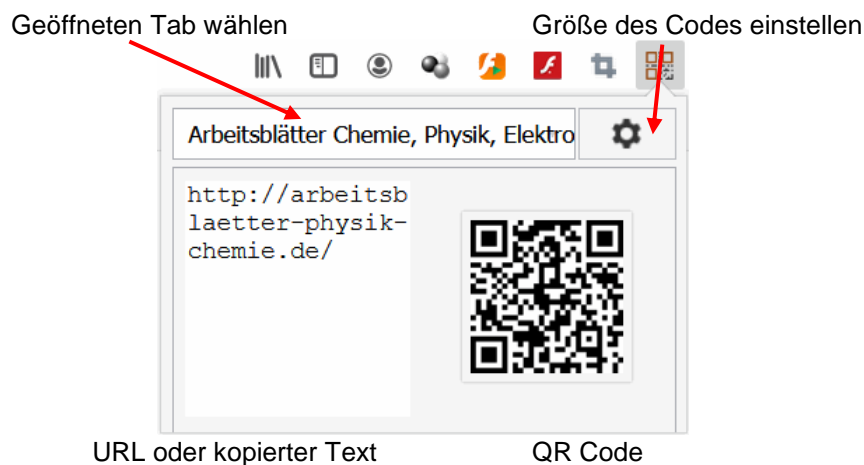 Geöffneten Tab wählen
Größe des Codes einstellen
Arbeitsblätter Chemie, Physik, Elektro
http://arbeitsb
laetter-physik-
chemie.de/
URL oder kopierter Text
QR Code